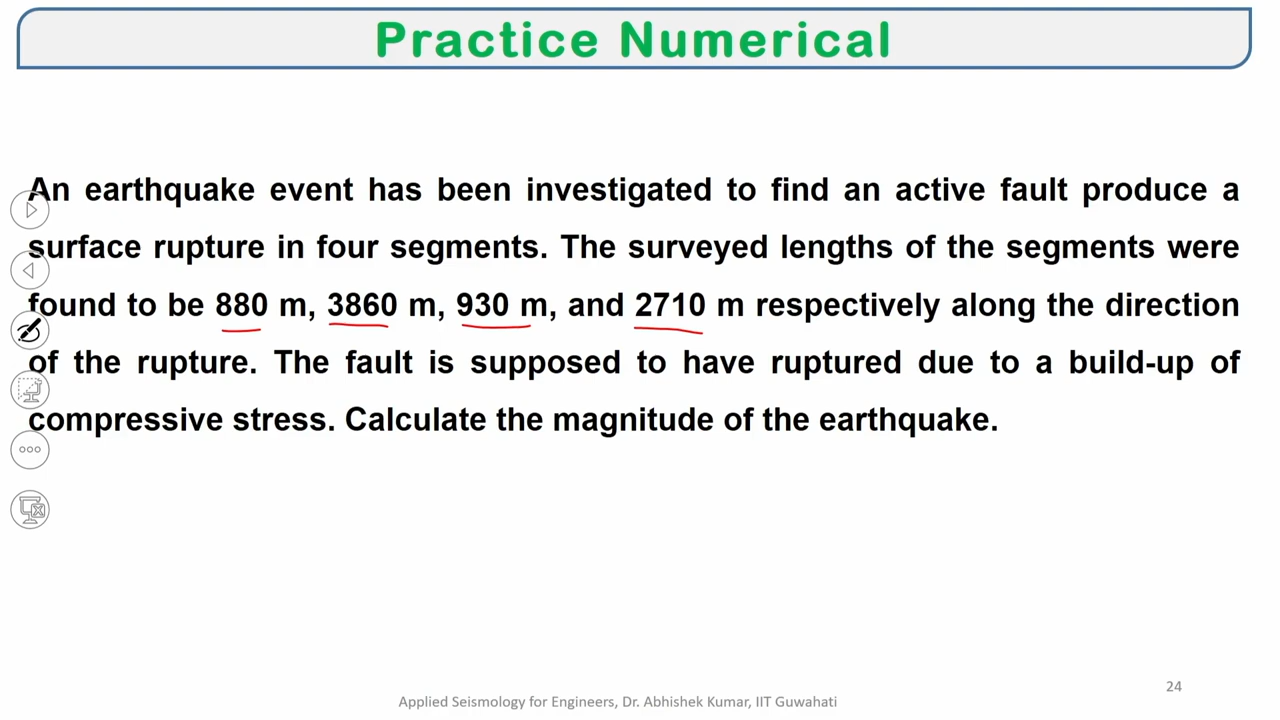 Practice Numerical
An earthquake event has been investigated to find an active fault produce a
surface rupture in four segments. The surveyed lengths of the segments were
found to be 880 m, 3860 m, 930 m, and 2710 m respectively along the direction
of the rupture. The fault is supposed to have ruptured due to a build-up of
compressive stress. Calculate the magnitude of the earthquake.
24
Applied Seismology for Engineers, Dr. Abhishek Kumar, IIT Guwahati